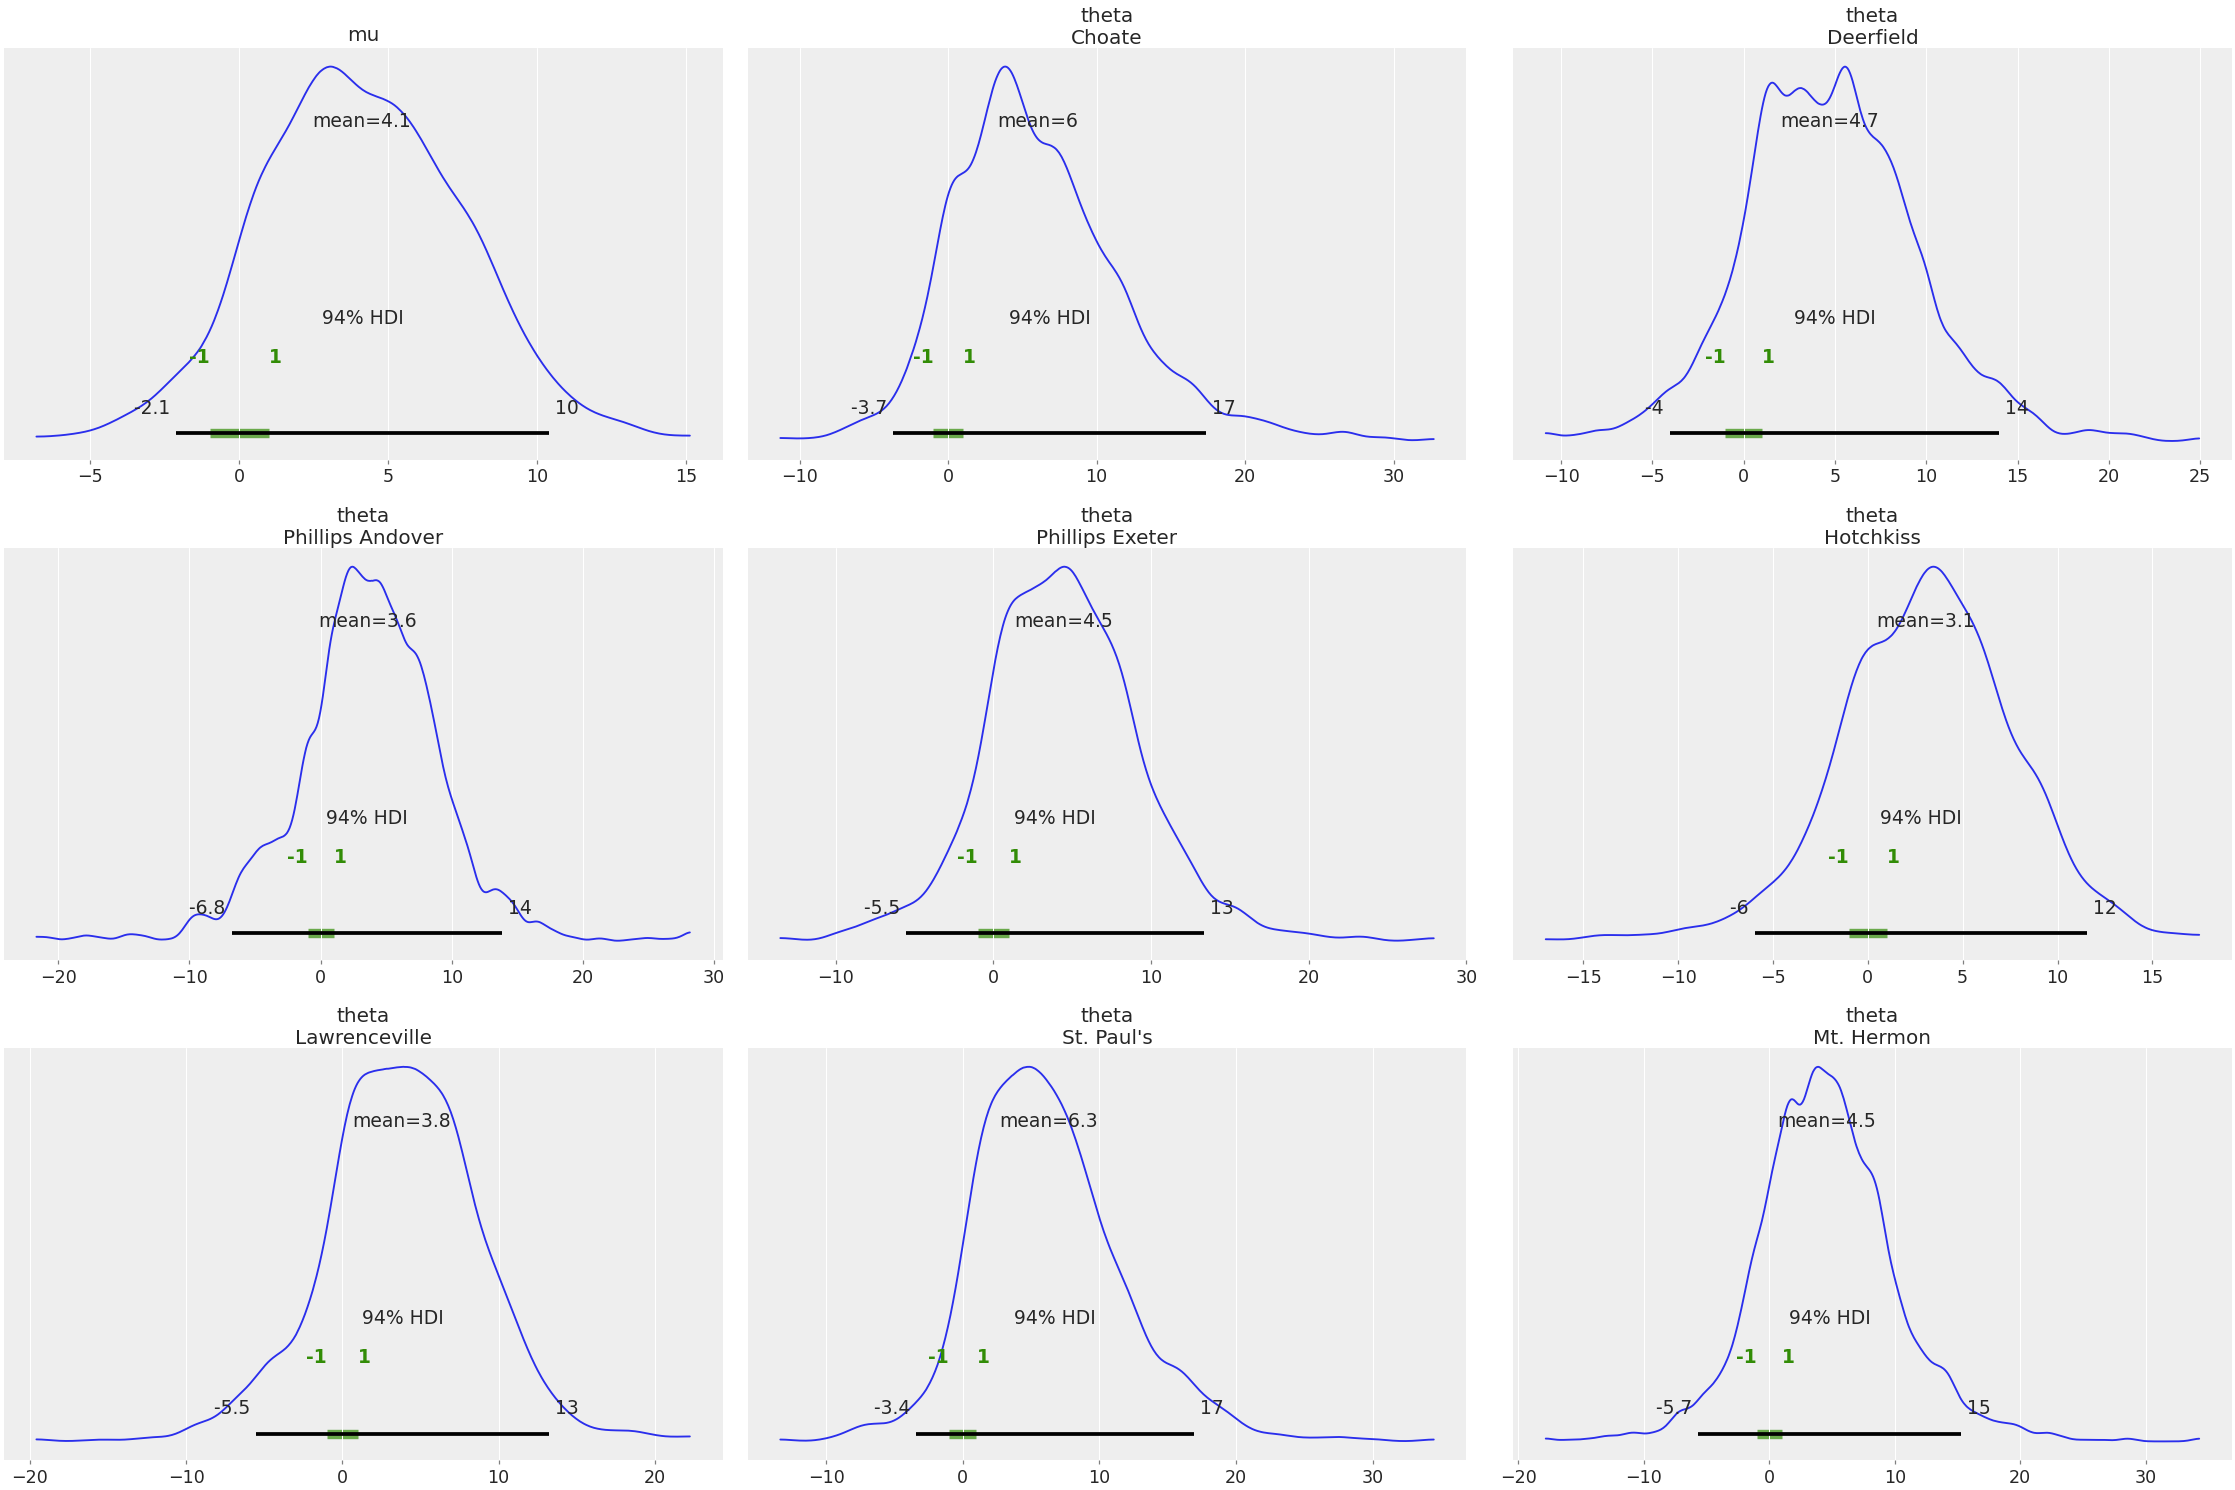 mu
mean=4.1
94% HDI
-1 1
-2.1 10
−5 0 5 10 15
theta
Choate
mean=6
94% HDI
-1 1
-3.7 17
−10 0 10 20 30
theta
Deerfield
mean=4.7
94% HDI
-1 1
-4 14
−10 −5 0 5 10 15 20 25
theta
Phillips Andover
mean=3.6
94% HDI
-1 1
-6.8 14
−20 −10 0 10 20 30
theta
Phillips Exeter
mean=4.5
94% HDI
-1 1
-5.5 13
−10 0 10 20 30
theta
Hotchkiss
mean=3.1
94% HDI
-1 1
-6 12
−15 −10 −5 0 5 10 15
theta
Lawrenceville
mean=3.8
94% HDI
-1 1
-5.5 13
−20 −10 0 10 20
theta
St. Paul's
mean=6.3
94% HDI
-1 1
-3.4 17
−10 0 10 20 30
theta
Mt. Hermon
mean=4.5
94% HDI
-1 1
-5.7 15
−20 −10 0 10 20 30